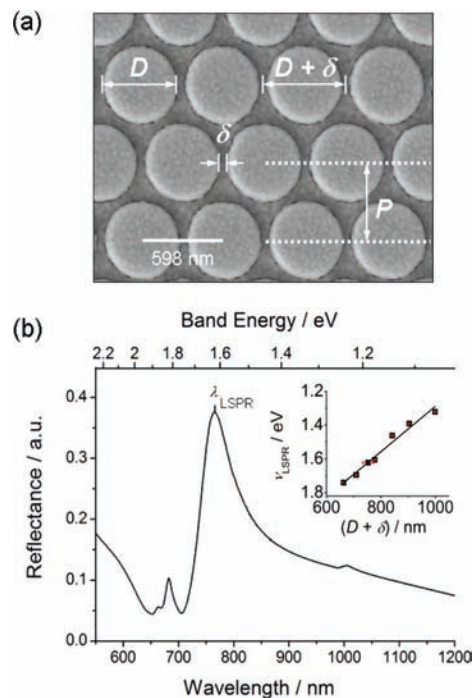 (a)
D
D + δ
δ
P
598 nm
(b)
Band Energy / eV
2.2 2 1.8 1.6 1.4 1.2
λLSPR
Reflectance / a.u.
0.4
0.3
0.2
0.1
0.0
νLSPR / eV
1.2
1.4
1.6
1.8
600 800 1000
(D + δ) / nm
600 700 800 900 1000 1100 1200
Wavelength / nm